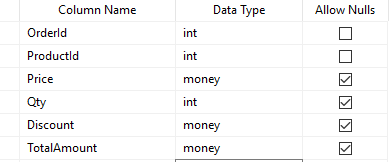 Column Name Data Type Allow Nulls
OrderId int
ProductId int
Price money
Qty int
Discount money
TotalAmount money